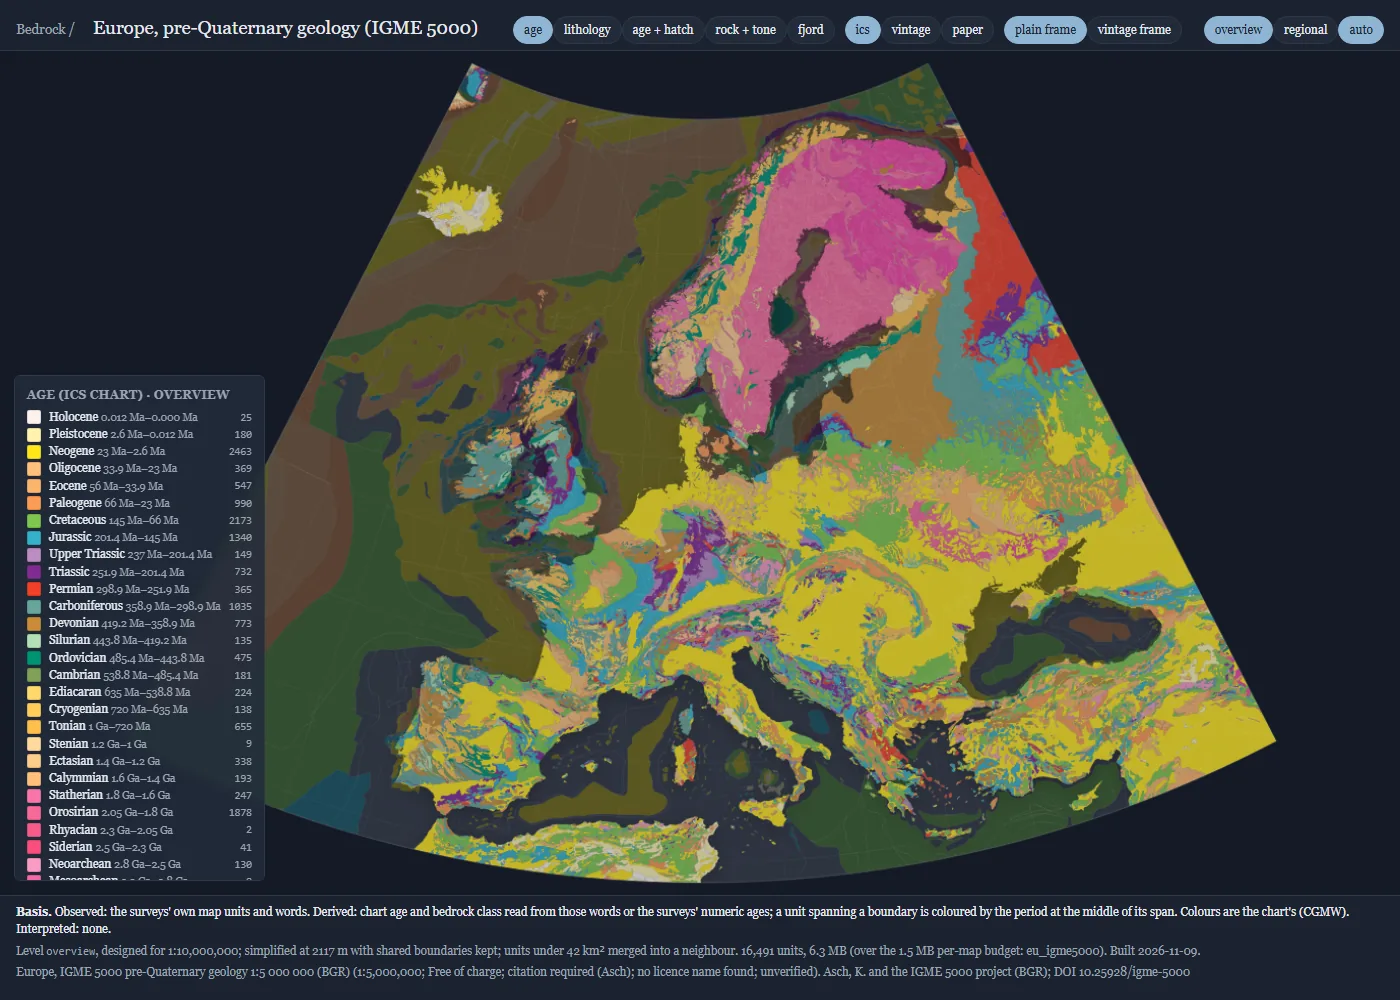 Bedrock / Europe, pre-Quaternary geology (IGME 5000) age lithology age + hatch rock + tone fjord ics vintage paper plain frame vintage frame overview regional auto
AGE (ICS CHART) · OVERVIEW
Holocene 0.012 Ma–0.000 Ma 25
Pleistocene 2.6 Ma–0.012 Ma 180
Neogene 23 Ma–2.6 Ma 2463
Oligocene 33.9 Ma–23 Ma 369
Eocene 56 Ma–33.9 Ma 547
Paleogene 66 Ma–23 Ma 990
Cretaceous 145 Ma–66 Ma 2173
Jurassic 201.4 Ma–145 Ma 1340
Upper Triassic 237 Ma–201.4 Ma 149
Triassic 251.9 Ma–201.4 Ma 732
Permian 298.9 Ma–251.9 Ma 365
Carboniferous 358.9 Ma–298.9 Ma 1035
Devonian 419.2 Ma–358.9 Ma 773
Silurian 443.8 Ma–419.2 Ma 135
Ordovician 485.4 Ma–443.8 Ma 475
Cambrian 538.8 Ma–485.4 Ma 181
Ediacaran 635 Ma–538.8 Ma 224
Cryogenian 720 Ma–635 Ma 138
Tonian 1 Ga–720 Ma 655
Stenian 1.2 Ga–1 Ga 9
Ectasian 1.4 Ga–1.2 Ga 338
Calymmian 1.6 Ga–1.4 Ga 193
Statherian 1.8 Ga–1.6 Ga 247
Orosirian 2.05 Ga–1.8 Ga 1878
Rhyacian 2.3 Ga–2.05 Ga 2
Siderian 2.5 Ga–2.3 Ga 41
Neoarchean 2.8 Ga–2.5 Ga 130
Basis. Observed: the surveys' own map units and words. Derived: chart age and bedrock class read from those words or the surveys' numeric ages; a unit spanning a boundary is coloured by the period at the middle of its span. Colours are the chart's (CGMW).
Interpreted: none.
Level overview, designed for 1:10,000,000; simplified at 2117 m with shared boundaries kept; units under 42 km² merged into a neighbour. 16,491 units, 6.3 MB (over the 1.5 MB per-map budget: eu_igme5000). Built 2026-11-09.
Europe, IGME 5000 pre-Quaternary geology 1:5 000 000 (BGR) (1:5,000,000; Free of charge; citation required (Asch); no licence name found; unverified). Asch, K. and the IGME 5000 project (BGR); DOI 10.25928/igme-5000